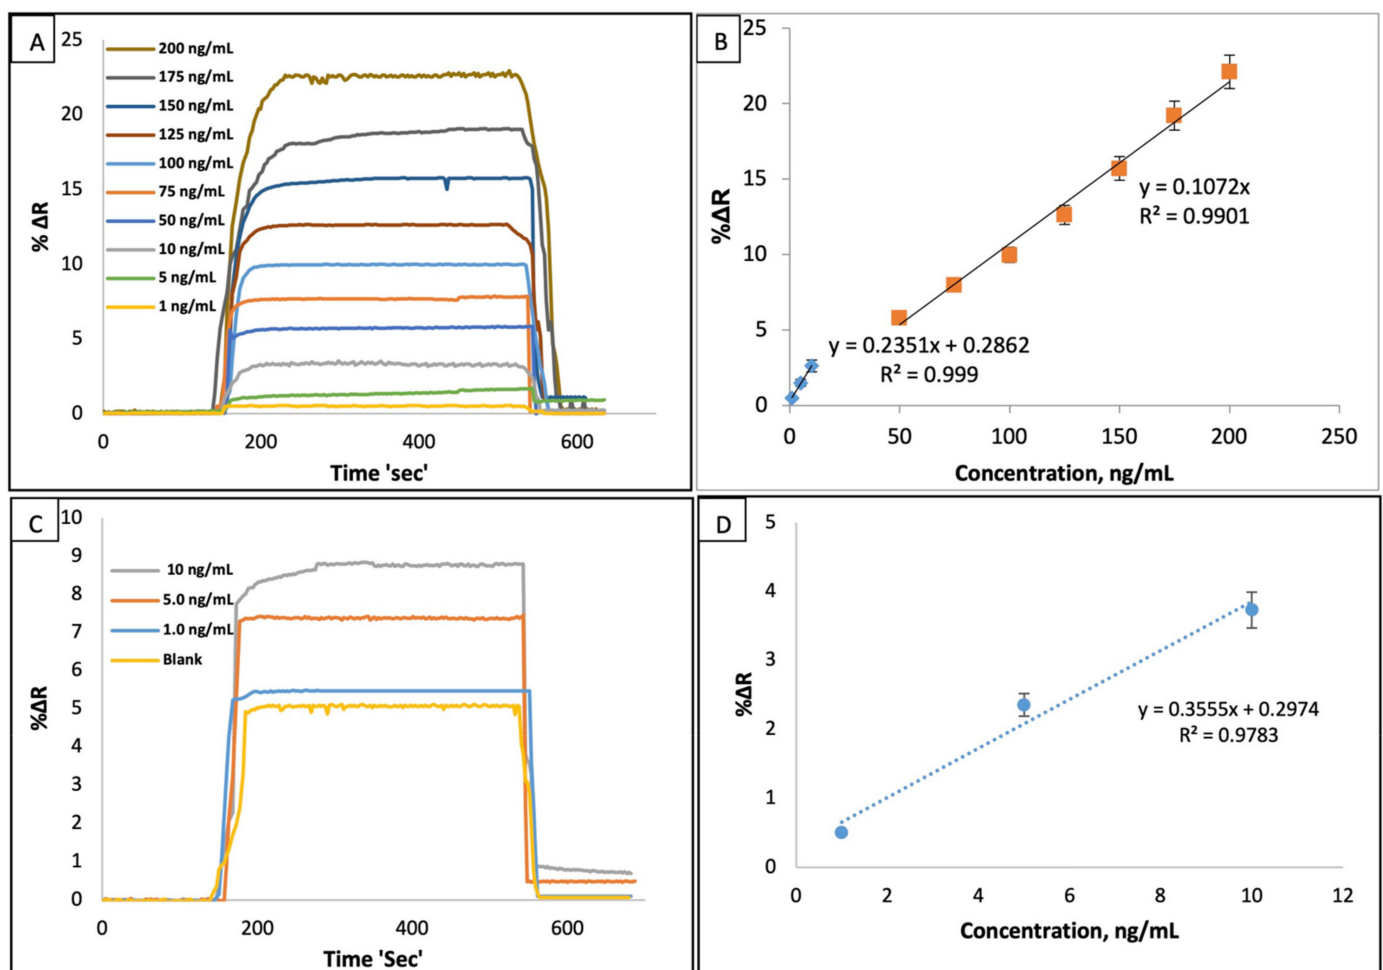 A
25
20
15
10
5
0
% ΔR
200 ng/mL
175 ng/mL
150 ng/mL
125 ng/mL
100 ng/mL
75 ng/mL
50 ng/mL
10 ng/mL
5 ng/mL
1 ng/mL
0 200 400 600
Time 'sec'
B
25
20
15
10
5
0
%ΔR
y = 0.1072x
R² = 0.9901
y = 0.2351x + 0.2862
R² = 0.999
0 50 100 150 200 250
Concentration, ng/mL
C
10
9
8
7
6
5
4
3
2
1
0
%ΔR
10 ng/mL
5.0 ng/mL
1.0 ng/mL
Blank
0 200 400 600
Time 'Sec'
D
5
4
3
2
1
0
%ΔR
y = 0.3555x + 0.2974
R² = 0.9783
0 2 4 6 8 10 12
Concentration, ng/mL